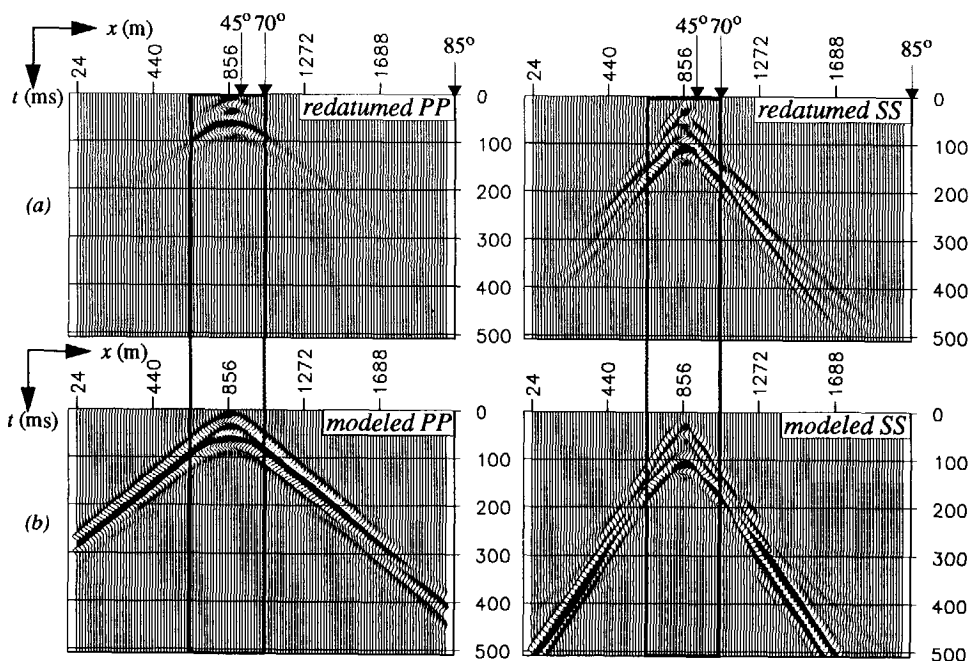 45° 70° 45° 70°
x (m) 85° 85°
24 440 856 1272 1688 24 440 856 1272 1688
t (ms) redatumed PP 0 redatumed SS 0
100 100
(a) 200 200
300 300
400 400
500 500
x (m)
24 440 856 1272 1688 24 440 856 1272 1688
t (ms) modeled PP 0 modeled SS 0
100 100
(b) 200 200
300 300
400 400
500 500